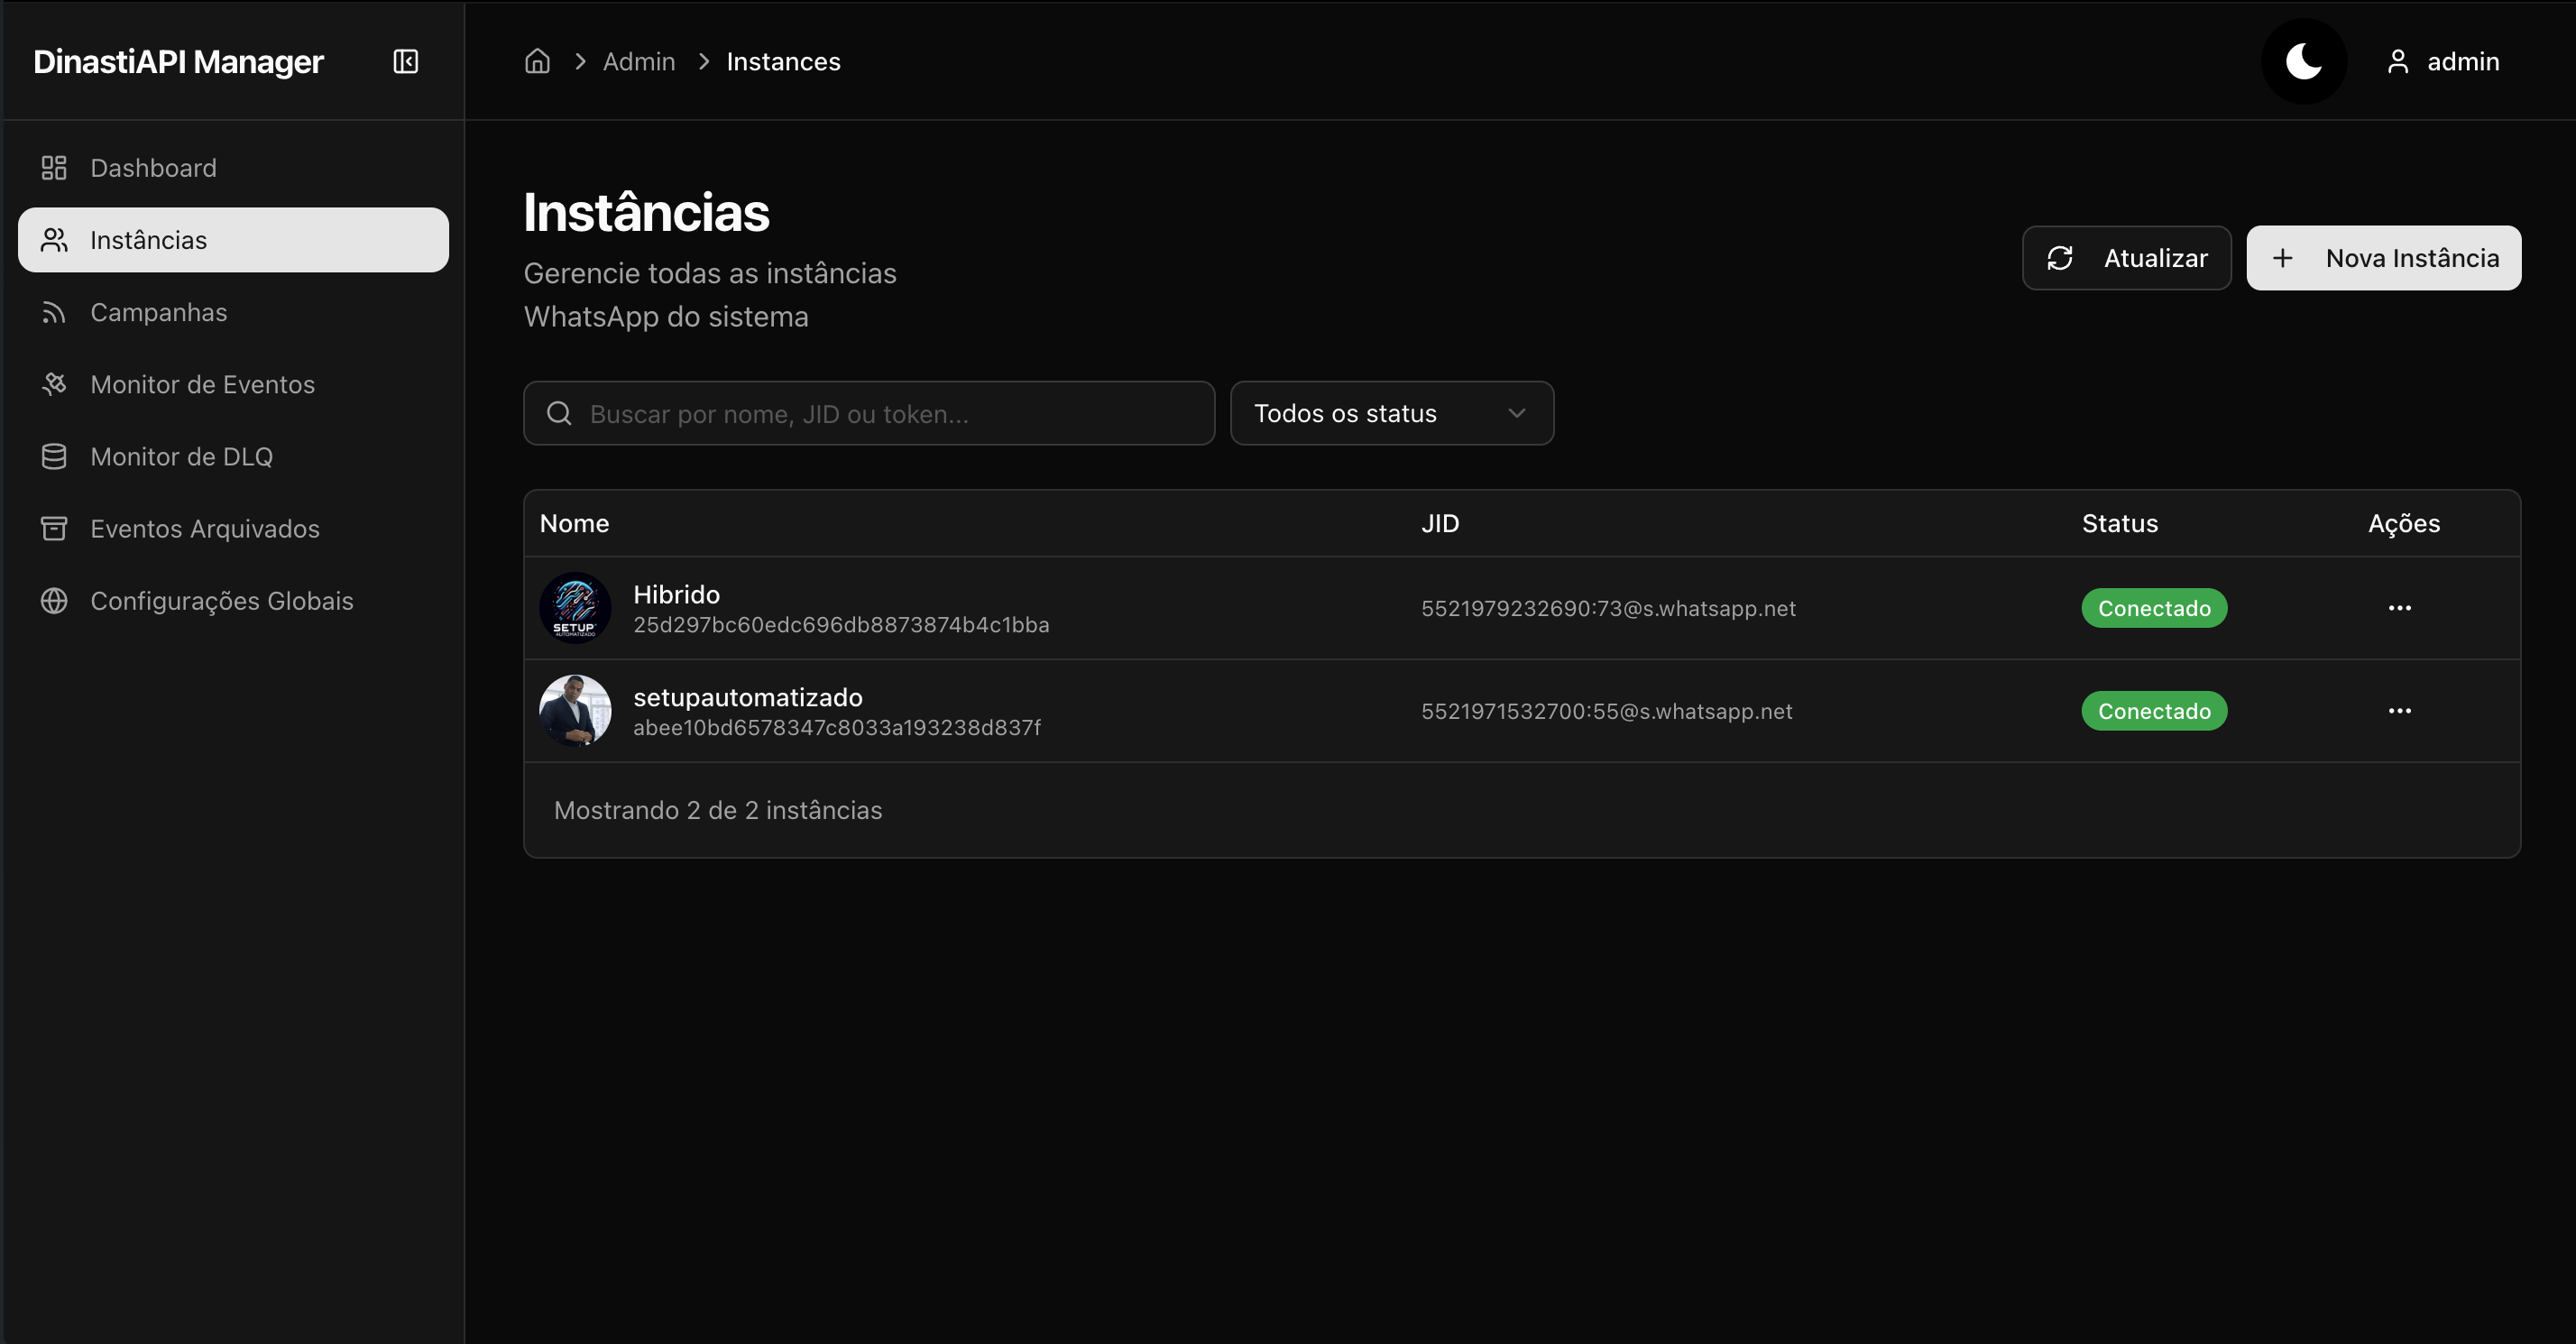 DinastiAPI Manager
Admin
Instances
admin
Dashboard
Instâncias
Campanhas
Monitor de Eventos
Monitor de DLQ
Eventos Arquivados
Configurações Globais
Instâncias
Gerencie todas as instâncias
WhatsApp do sistema
Atualizar
Nova Instância
Buscar por nome, JID ou token...
Todos os status
Nome JID Status Ações
SETUP
AUTOMATIZADO
Hibrido
25d297bc60edc696db8873874b4c1bba
5521979232690:73@s.whatsapp.net
Conectado
setupautomatizado
abee10bd6578347c8033a193238d837f
5521971532700:55@s.whatsapp.net
Conectado
Mostrando 2 de 2 instâncias